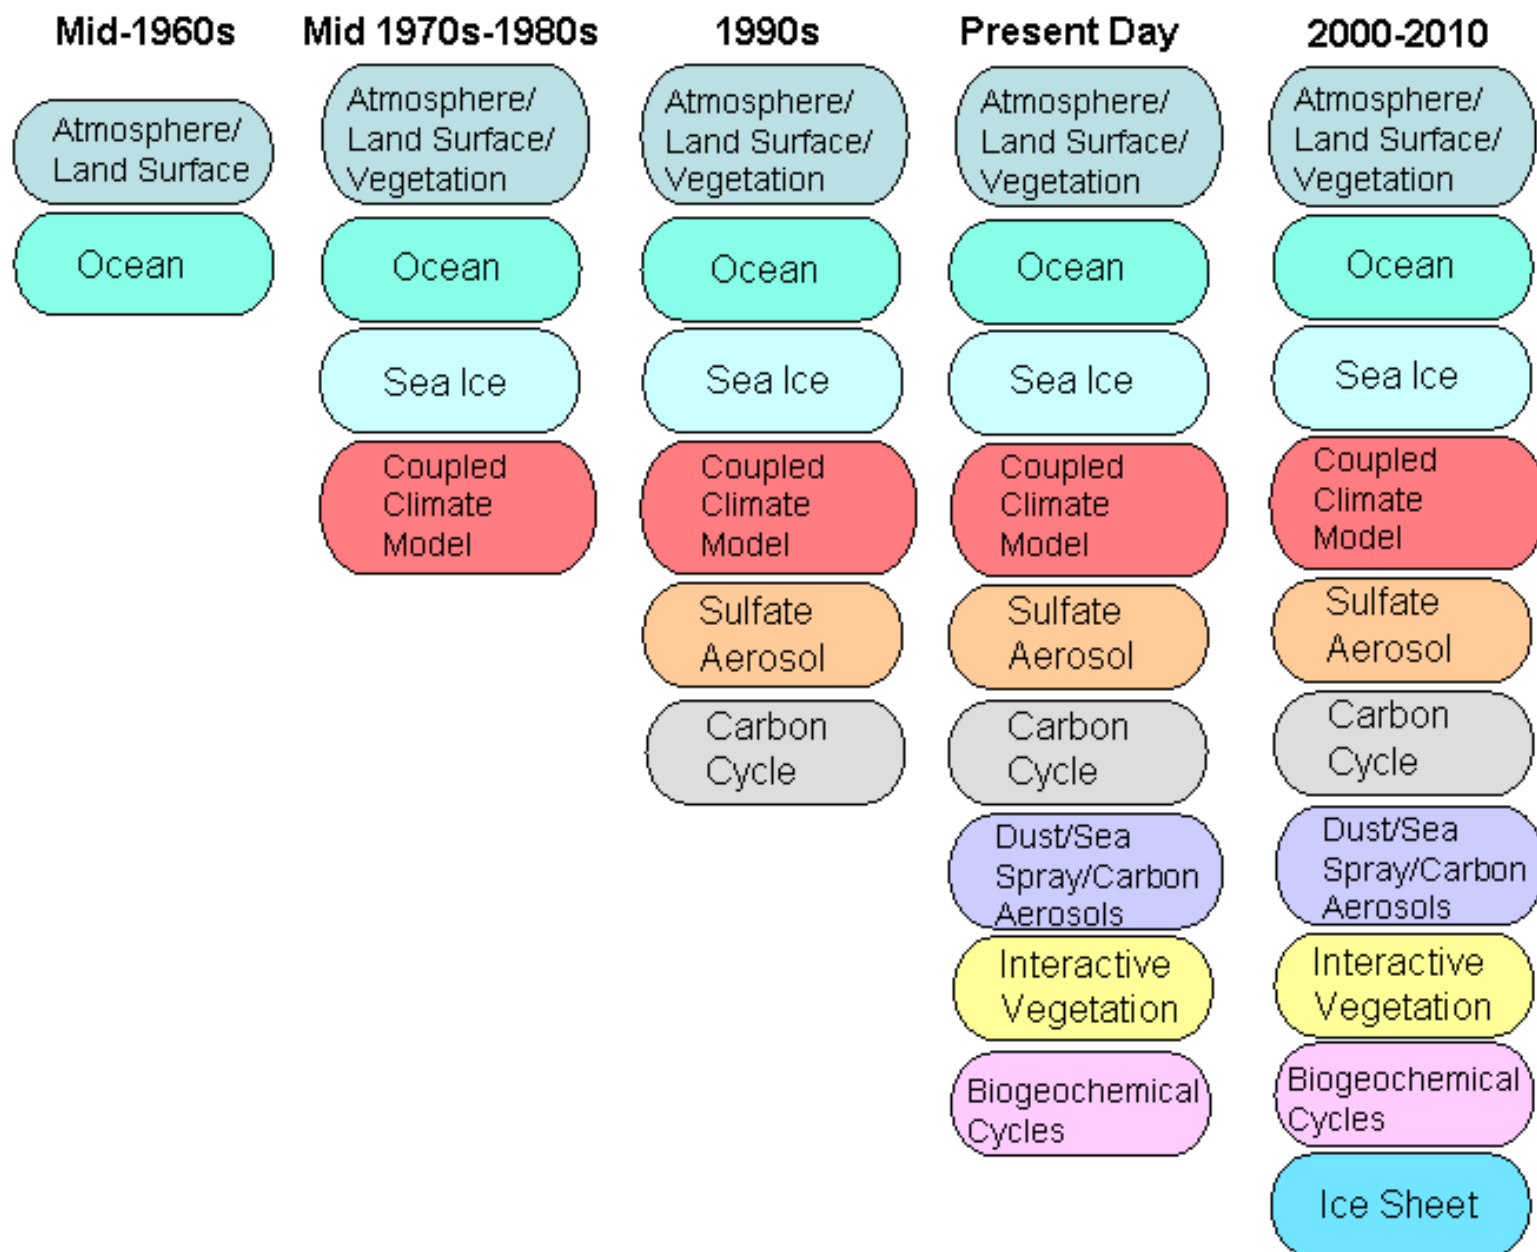 Mid-1960s
Atmosphere/
Land Surface
Ocean
Mid 1970s-1980s
Atmosphere/
Land Surface/
Vegetation
Ocean
Sea Ice
Coupled
Climate
Model
1990s
Atmosphere/
Land Surface/
Vegetation
Ocean
Sea Ice
Coupled
Climate
Model
Sulfate
Aerosol
Carbon
Cycle
Present Day
Atmosphere/
Land Surface/
Vegetation
Ocean
Sea Ice
Coupled
Climate
Model
Sulfate
Aerosol
Carbon
Cycle
Dust/Sea
Spray/Carbon
Aerosols
Interactive
Vegetation
Biogeochemical
Cycles
2000-2010
Atmosphere/
Land Surface/
Vegetation
Ocean
Sea Ice
Coupled
Climate
Model
Sulfate
Aerosol
Carbon
Cycle
Dust/Sea
Spray/Carbon
Aerosols
Interactive
Vegetation
Biogeochemical
Cycles
Ice Sheet